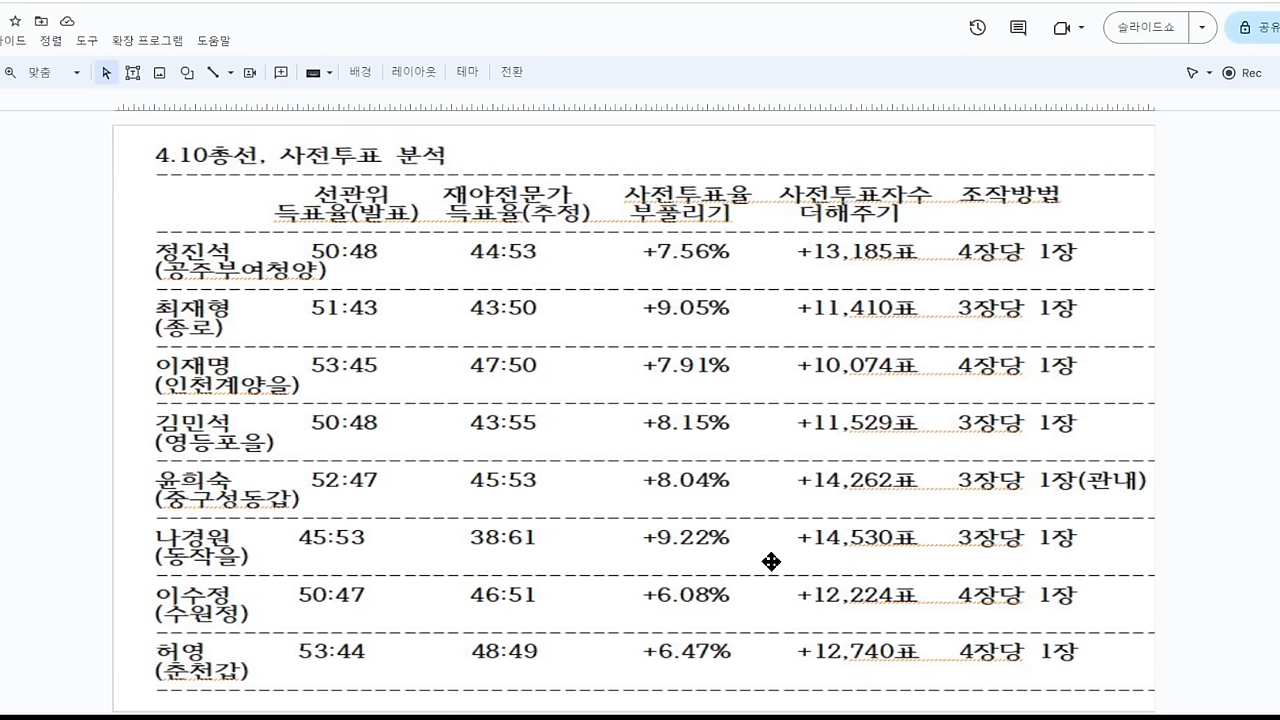 이드 정렬 도구 확장 프로그램 도움말
슬라이드쇼
공유
맞춤
배경 레이아웃 테마 전환
Rec
4.10총선, 사전투표 분석
선관위 재야전문가 사전투표율 사전투표자수 조작방법
득표율(발표) 득표율(추정) 부풀리기 더해주기
정진석 50:48 44:53 +7.56% +13,185표 4장당 1장
(공주부여청양)
최재형 51:43 43:50 +9.05% +11,410표 3장당 1장
(종로)
이재명 53:45 47:50 +7.91% +10,074표 4장당 1장
(인천계양을)
김민석 50:48 43:55 +8.15% +11,529표 3장당 1장
(영등포을)
윤희숙 52:47 45:53 +8.04% +14,262표 3장당 1장(관내)
(중구성동갑)
나경원 45:53 38:61 +9.22% +14,530표 3장당 1장
(동작을)
이수정 50:47 46:51 +6.08% +12,224표 4장당 1장
(수원정)
허영 53:44 48:49 +6.47% +12,740표 4장당 1장
(춘천갑)